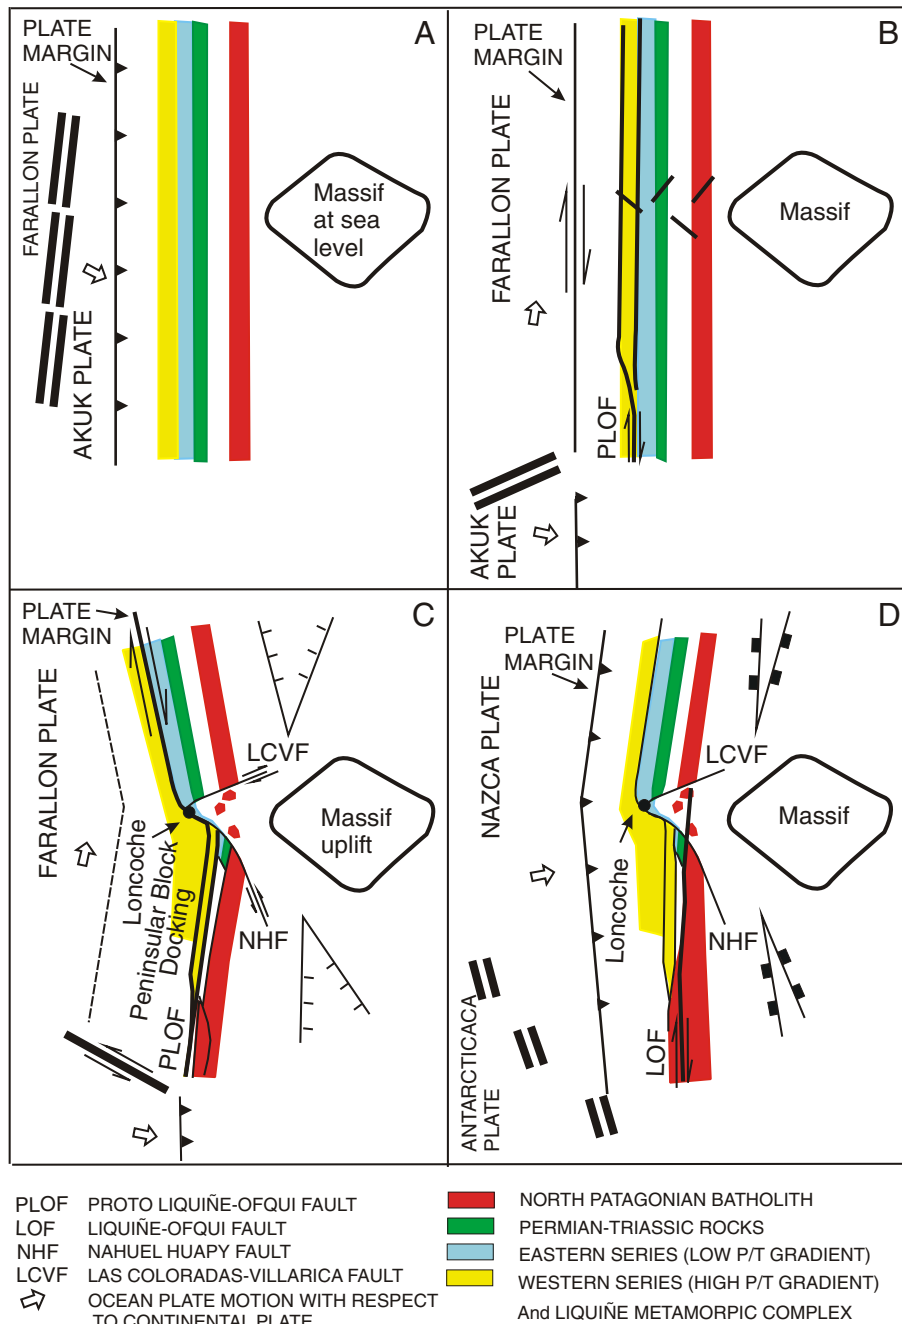 PLATE
MARGIN
A
FARALLON PLATE
AKUK PLATE
Massif
at sea
level
PLATE
MARGIN
B
FARALLON PLATE
Massif
PLOF
AKUK
PLATE
PLATE
MARGIN
C
FARALLON PLATE
LCVF
Massif
uplift
Loncoche
Peninsular Block
Docking
NHF
PLOF
PLATE
MARGIN
D
NAZCA PLATE
LCVF
Massif
Loncoche
NHF
LOF
ANTARCTICACA
PLATE
PLOF PROTO LIQUIÑE-OFQUI FAULT
LOF LIQUIÑE-OFQUI FAULT
NHF NAHUEL HUAPY FAULT
LCVF LAS COLORADAS-VILLARICA FAULT
OCEAN PLATE MOTION WITH RESPECT
TO CONTINENTAL PLATE
NORTH PATAGONIAN BATHOLITH
PERMIAN-TRIASSIC ROCKS
EASTERN SERIES (LOW P/T GRADIENT)
WESTERN SERIES (HIGH P/T GRADIENT)
And LIQUIÑE METAMORPIC COMPLEX